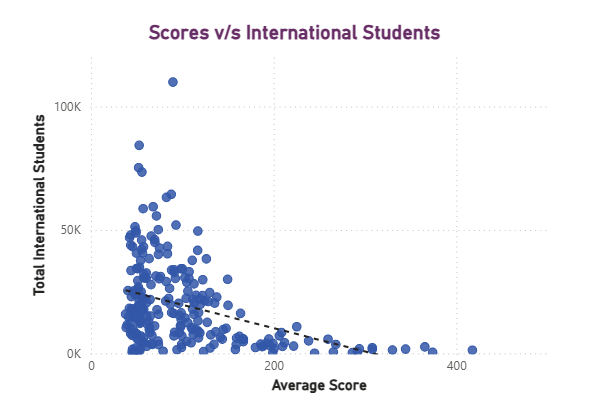 Scores v/s International Students
Total International Students
100K
50K
0K
0
200
400
Average Score